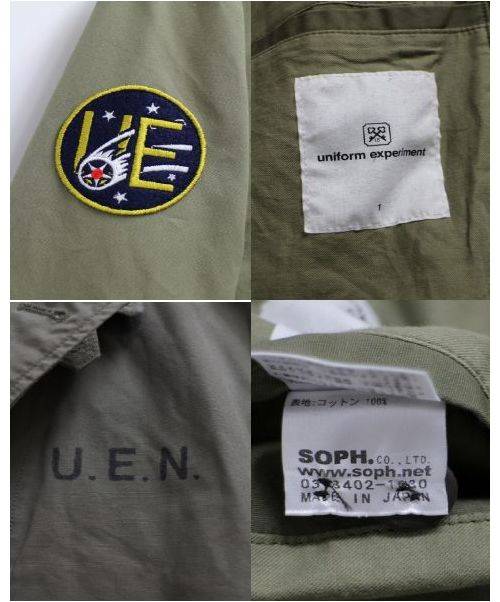 UE
uniform experiment
1
U.E.N.
表地:コットン 100%
SOPH.CO.,LTD.
www.soph.net
MADE IN JAPAN